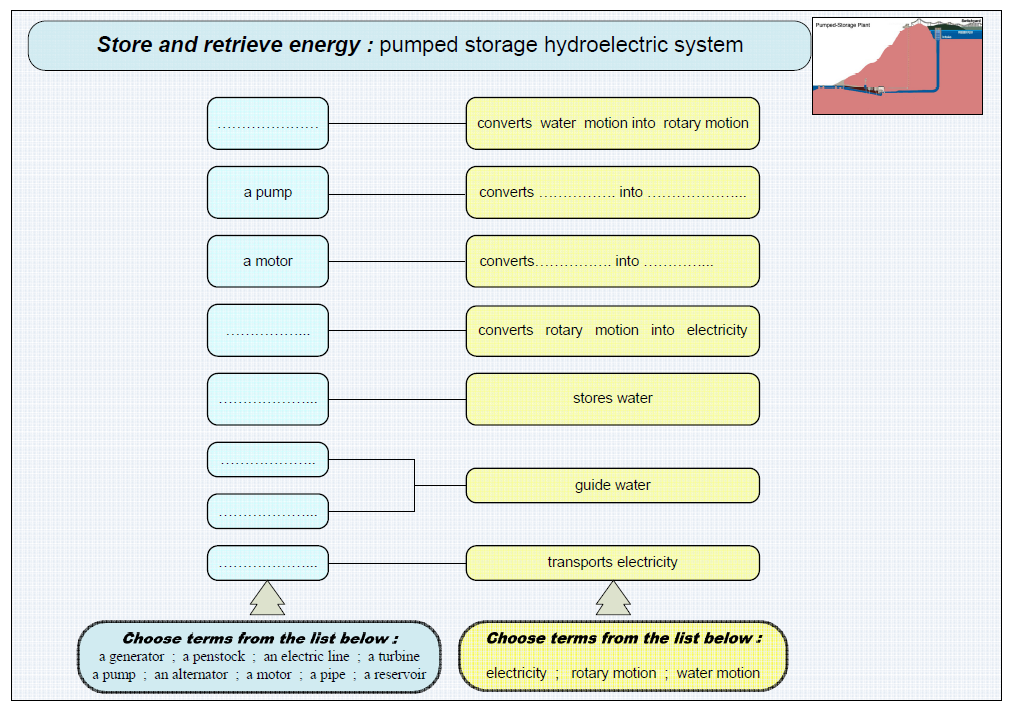 Store and retrieve energy : pumped storage hydroelectric system
Pumped-Storage Plant
………………… converts water motion into rotary motion
a pump converts ……………. into ………………...
a motor converts……………. into …………...
……………... converts rotary motion into electricity
………………... stores water
………………..
guide water
………………...
………………... transports electricity
Choose terms from the list below :
a generator ; a penstock ; an electric line ; a turbine
a pump ; an alternator ; a motor ; a pipe ; a reservoir
Choose terms from the list below :
electricity ; rotary motion ; water motion